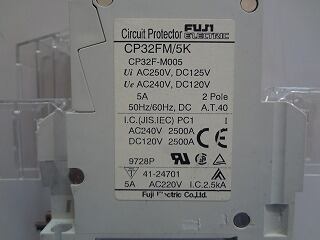 Circuit Protector FUJI ELECTRIC
CP32FM/5K
CP32F-M005
Ui AC250V, DC125V
Ue AC240V, DC120V
5A 2 Pole
50Hz/60Hz, DC A.T.40
I.C.(JIS.IEC) PC1 I
AC240V 2500A CE
DC120V 2500A
9728P
41-24701
5A AC220V I.C.2.5kA
Fuji Electric Co.,Ltd.